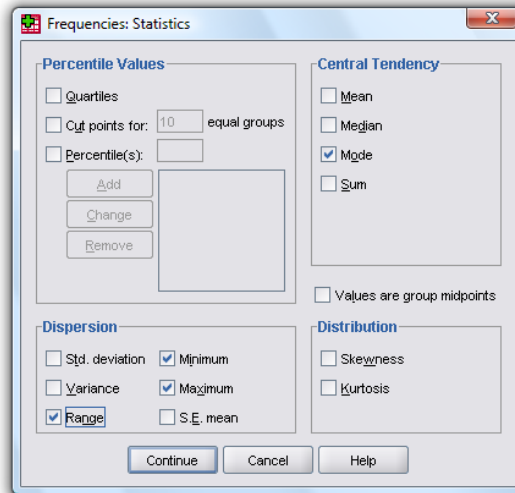 Frequencies: Statistics
Percentile Values
Quartiles
Cut points for: 10 equal groups
Percentile(s):
Add
Change
Remove
Central Tendency
Mean
Median
Mode
Sum
Values are group midpoints
Dispersion
Std. deviation
Minimum
Variance
Maximum
Range
S.E. mean
Distribution
Skewness
Kurtosis
Continue
Cancel
Help